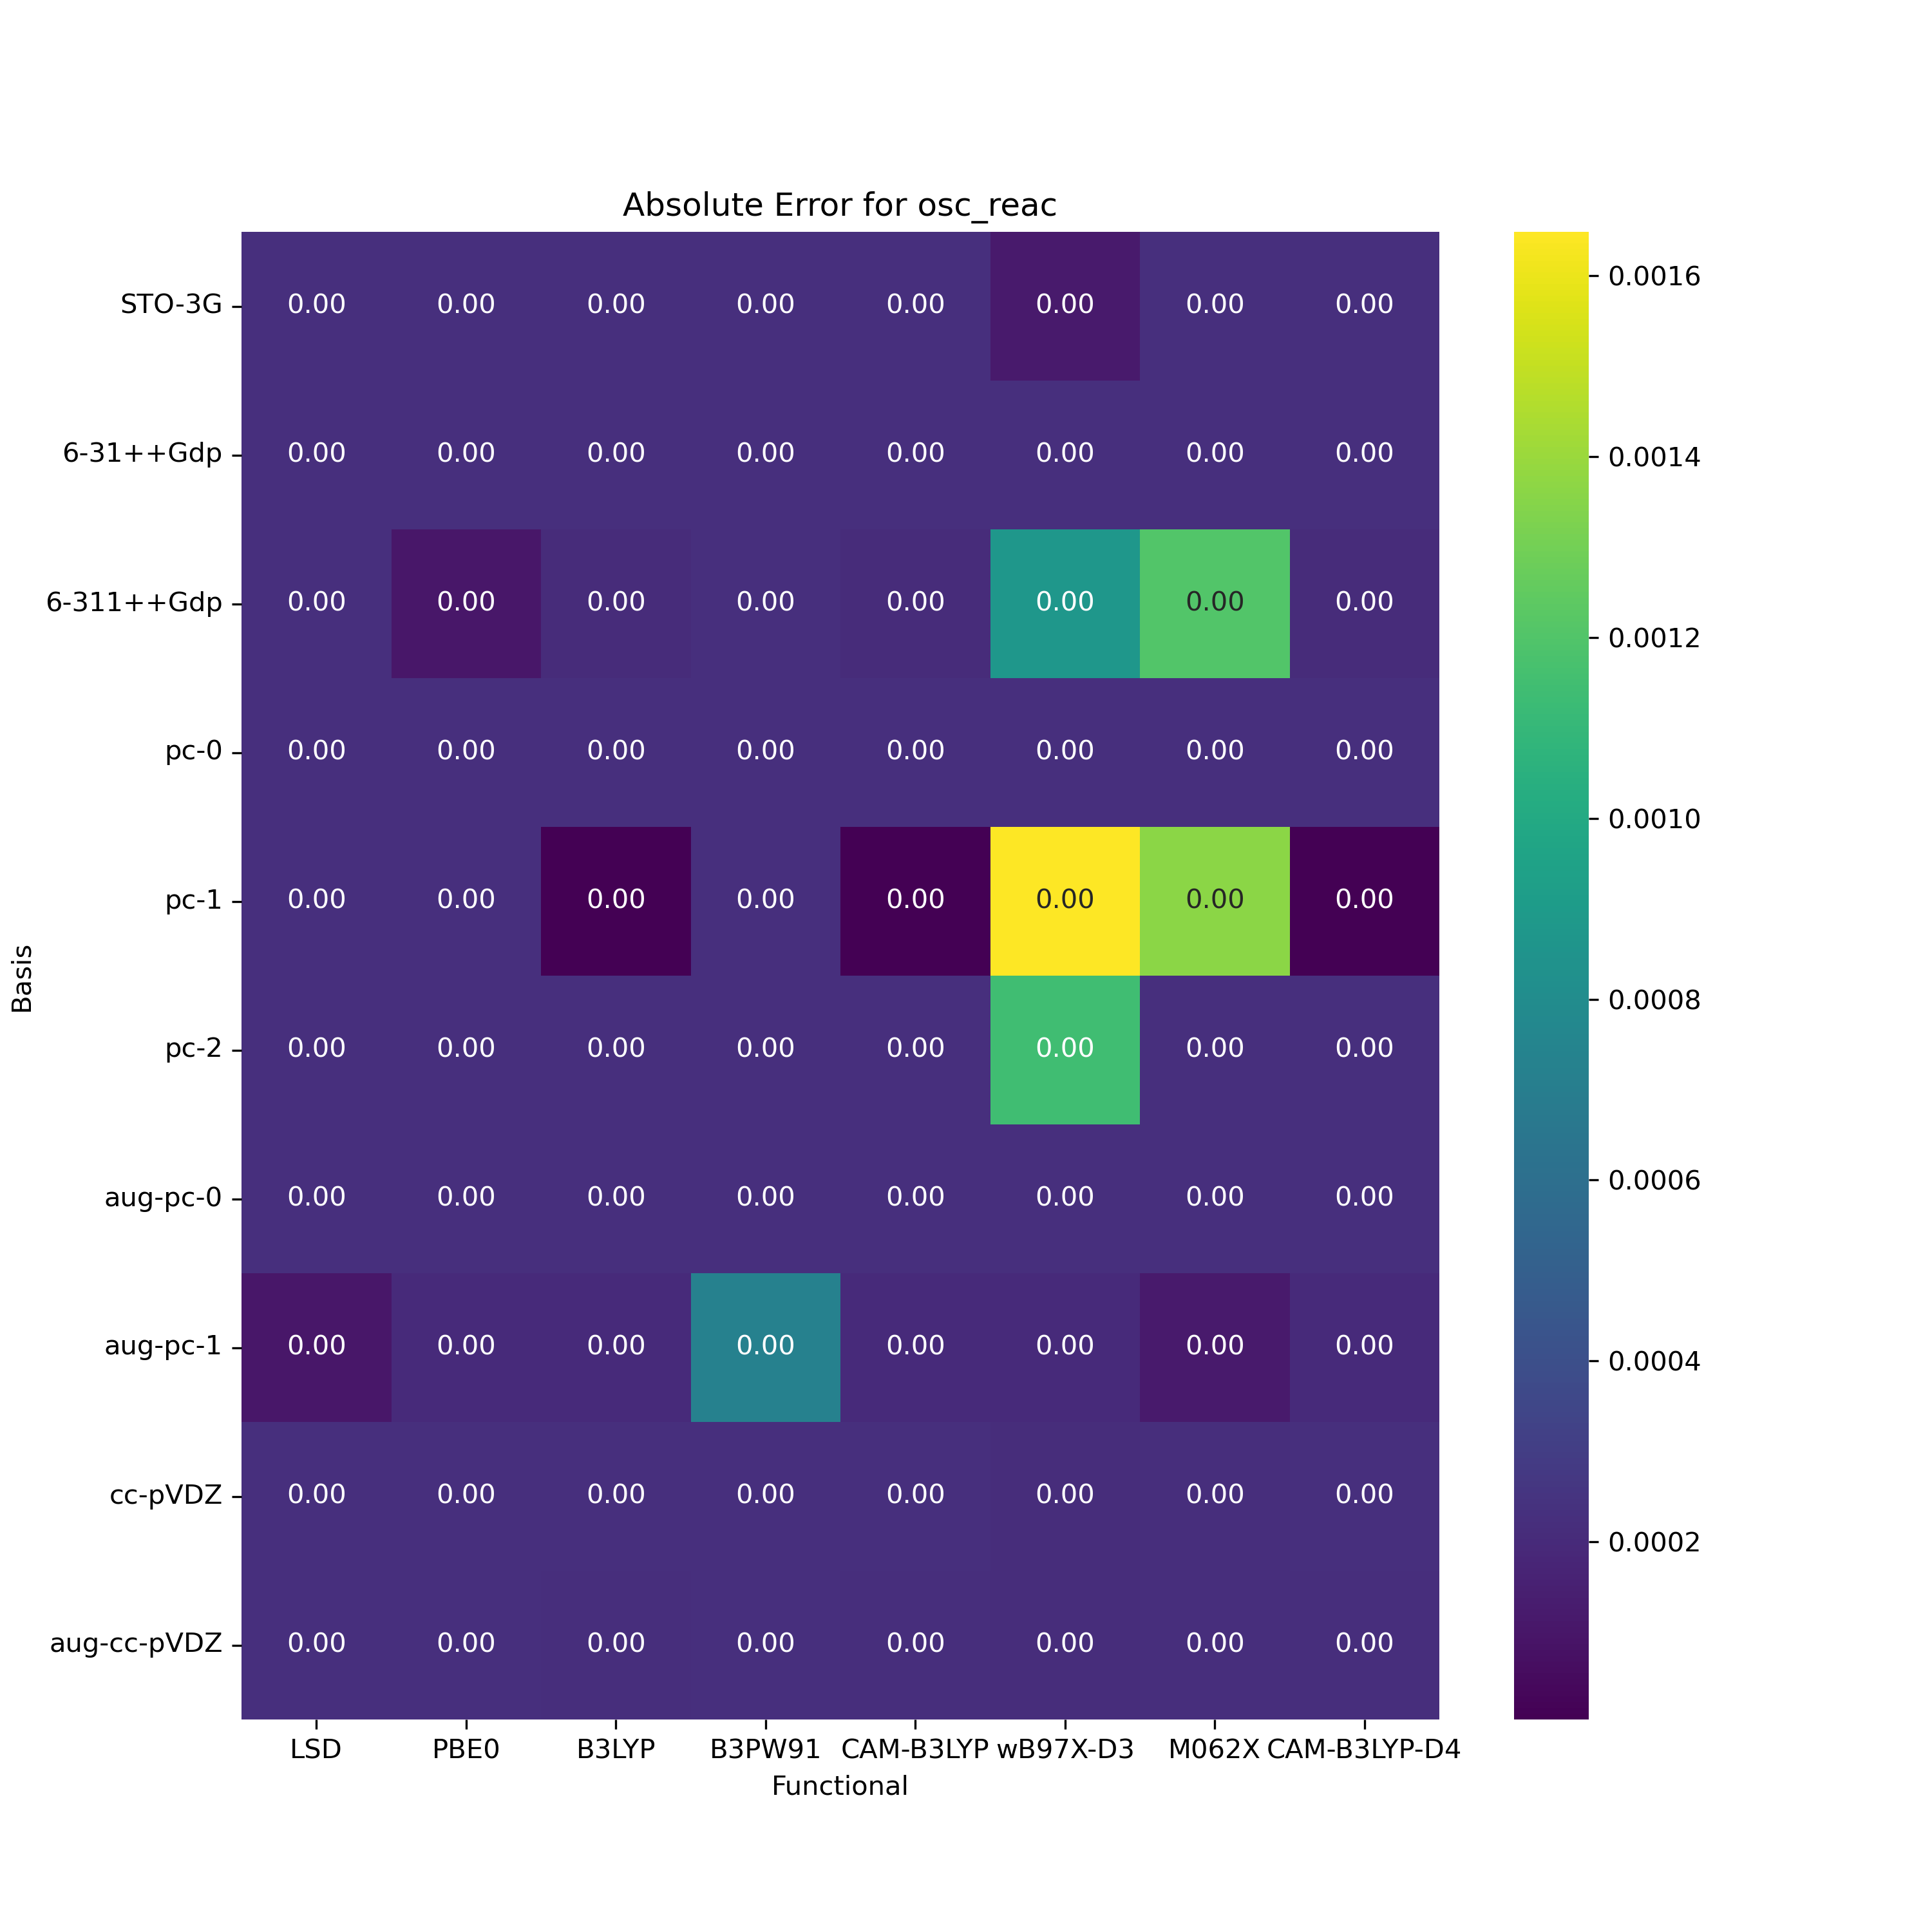 Absolute Error for osc_reac
STO-3G 0.00 0.00 0.00 0.00 0.00 0.00 0.00 0.00
6-31++Gdp 0.00 0.00 0.00 0.00 0.00 0.00 0.00 0.00
6-311++Gdp 0.00 0.00 0.00 0.00 0.00 0.00 0.00 0.00
pc-0 0.00 0.00 0.00 0.00 0.00 0.00 0.00 0.00
pc-1 0.00 0.00 0.00 0.00 0.00 0.00 0.00 0.00
pc-2 0.00 0.00 0.00 0.00 0.00 0.00 0.00 0.00
aug-pc-0 0.00 0.00 0.00 0.00 0.00 0.00 0.00 0.00
aug-pc-1 0.00 0.00 0.00 0.00 0.00 0.00 0.00 0.00
cc-pVDZ 0.00 0.00 0.00 0.00 0.00 0.00 0.00 0.00
aug-cc-pVDZ 0.00 0.00 0.00 0.00 0.00 0.00 0.00 0.00
LSD PBE0 B3LYP B3PW91 CAM-B3LYP wB97X-D3 M062X CAM-B3LYP-D4
Functional
Basis
0.0016
0.0014
0.0012
0.0010
0.0008
0.0006
0.0004
0.0002